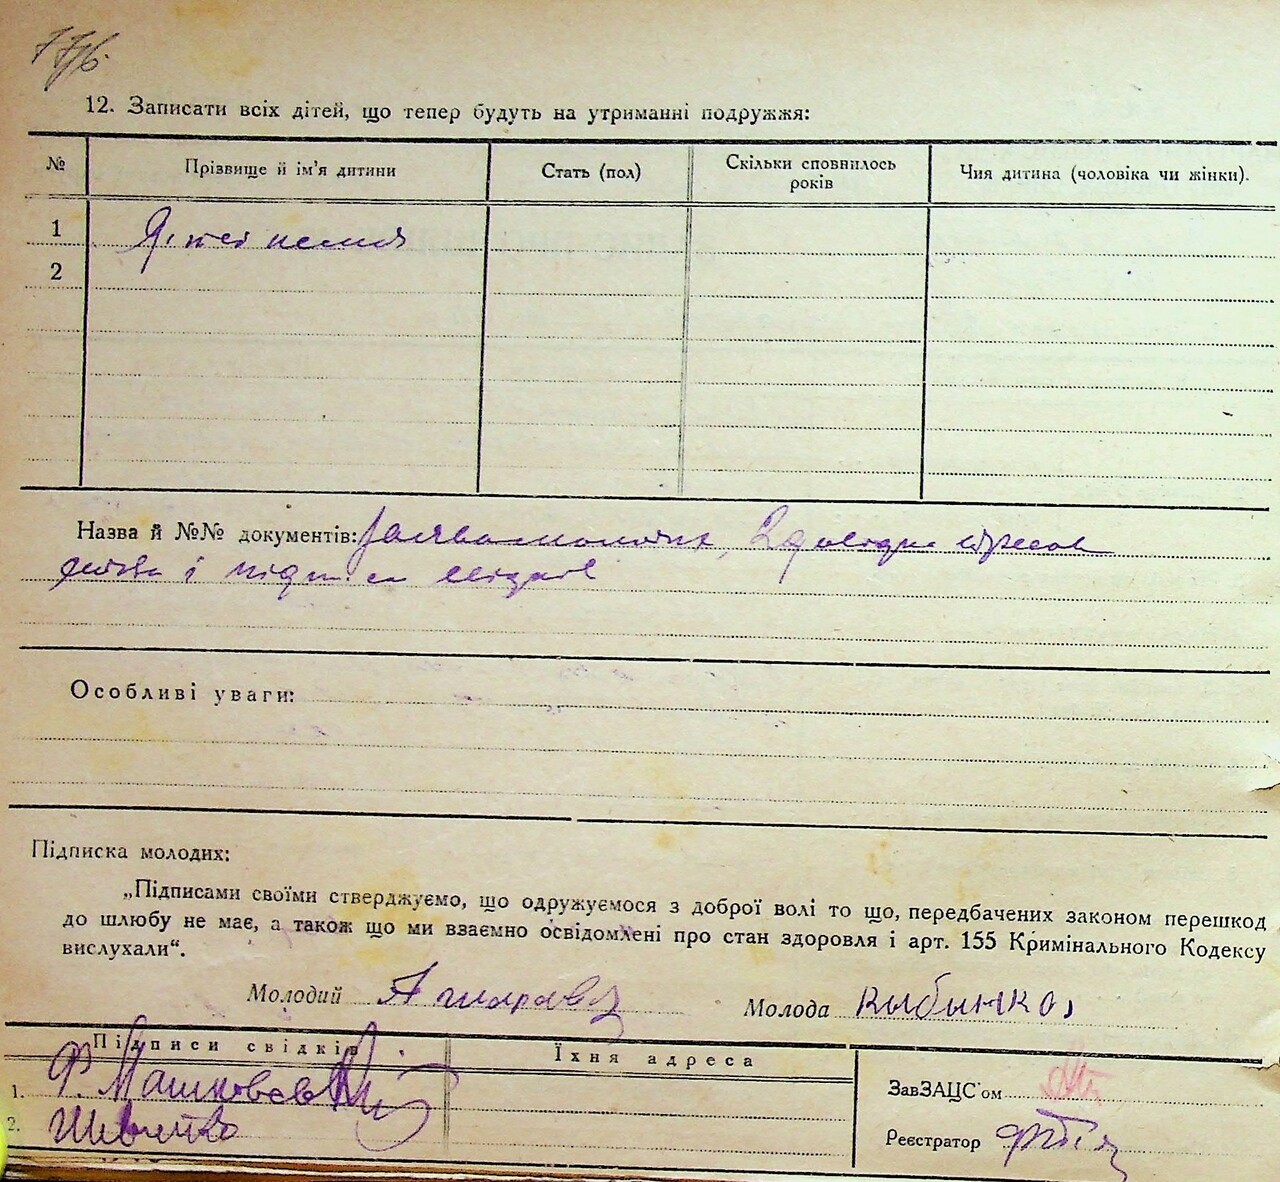 12. Записати всіх дітей, що тепер будуть на утриманні подружжя:
№ Прізвище й ім'я дитини Стать (пол) Скільки сповнилось років Чия дитина (чоловіка чи жінки).
1 Дітей немає
2
Назва й №№ документів:
і підписи свідків
Особливі уваги:
Підписка молодих:
„Підписами своїми стверджуємо, що одружуємося з доброї волі то що, передбачених законом перешкод
до шлюбу не має, а також що ми взаємно освідомлені про стан здоровля і арт. 155 Кримінального Кодексу
вислухали“.
Молодий Молода
Підписи свідків Їхня адреса
1. Ф. Машковсв
ЗавЗАЦС'ом
2.
Реєстратор